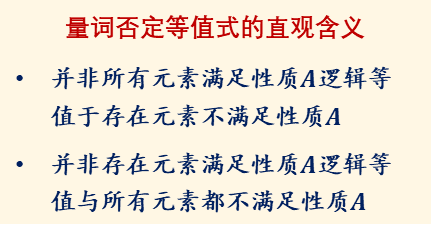 量词否定等值式的直观含义
• 并非所有元素满足性质A逻辑等
值于存在元素不满足性质A
• 并非存在元素满足性质A逻辑等
值与所有元素都不满足性质A